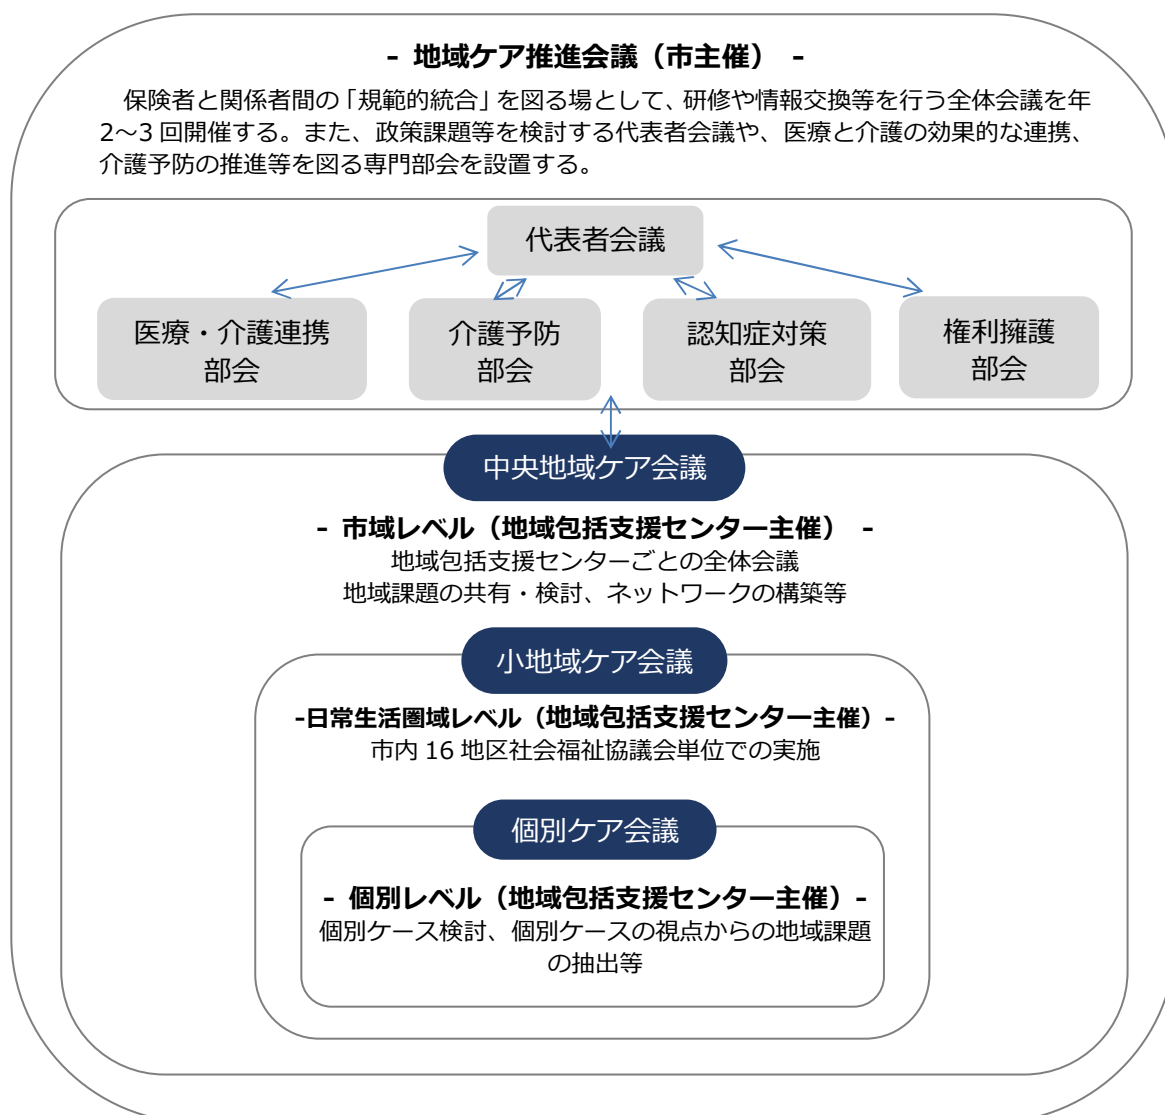 - 地域ケア推進会議（市主催） -
保険者と関係者間の「規範的統合」を図る場として、研修や情報交換等を行う全体会議を年
2～3 回開催する。また、政策課題等を検討する代表者会議や、医療と介護の効果的な連携、
介護予防の推進等を図る専門部会を設置する。
代表者会議
医療・介護連携
部会
介護予防
部会
認知症対策
部会
権利擁護
部会
中央地域ケア会議
- 市域レベル（地域包括支援センター主催） -
地域包括支援センターごとの全体会議
地域課題の共有・検討、ネットワークの構築等
小地域ケア会議
-日常生活圏域レベル（地域包括支援センター主催）-
市内 16 地区社会福祉協議会単位での実施
個別ケア会議
- 個別レベル（地域包括支援センター主催）-
個別ケース検討、個別ケースの視点からの地域課題
の抽出等